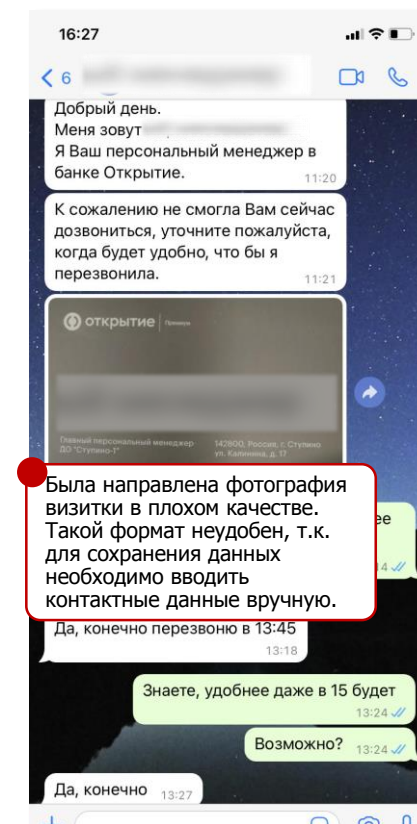 16:27
6
Добрый день.
Меня зовут
Я Ваш персональный менеджер в
банке Открытие.
11:20
К сожалению не смогла Вам сейчас
дозвониться, уточните пожалуйста,
когда будет удобно, что бы я
перезвонила.
11:21
открытие Премиум
Главный персональный менеджер
ДО "Ступино-1"
142800, Россия, г. Ступино
ул. Калинина, д. 17
Была направлена фотография
визитки в плохом качестве.
Такой формат неудобен, т.к.
для сохранения данных
необходимо вводить
контактные данные вручную.
Да, конечно перезвоню в 13:45
13:18
Знаете, удобнее даже в 15 будет
13:24
Возможно? 13:24
Да, конечно 13:27